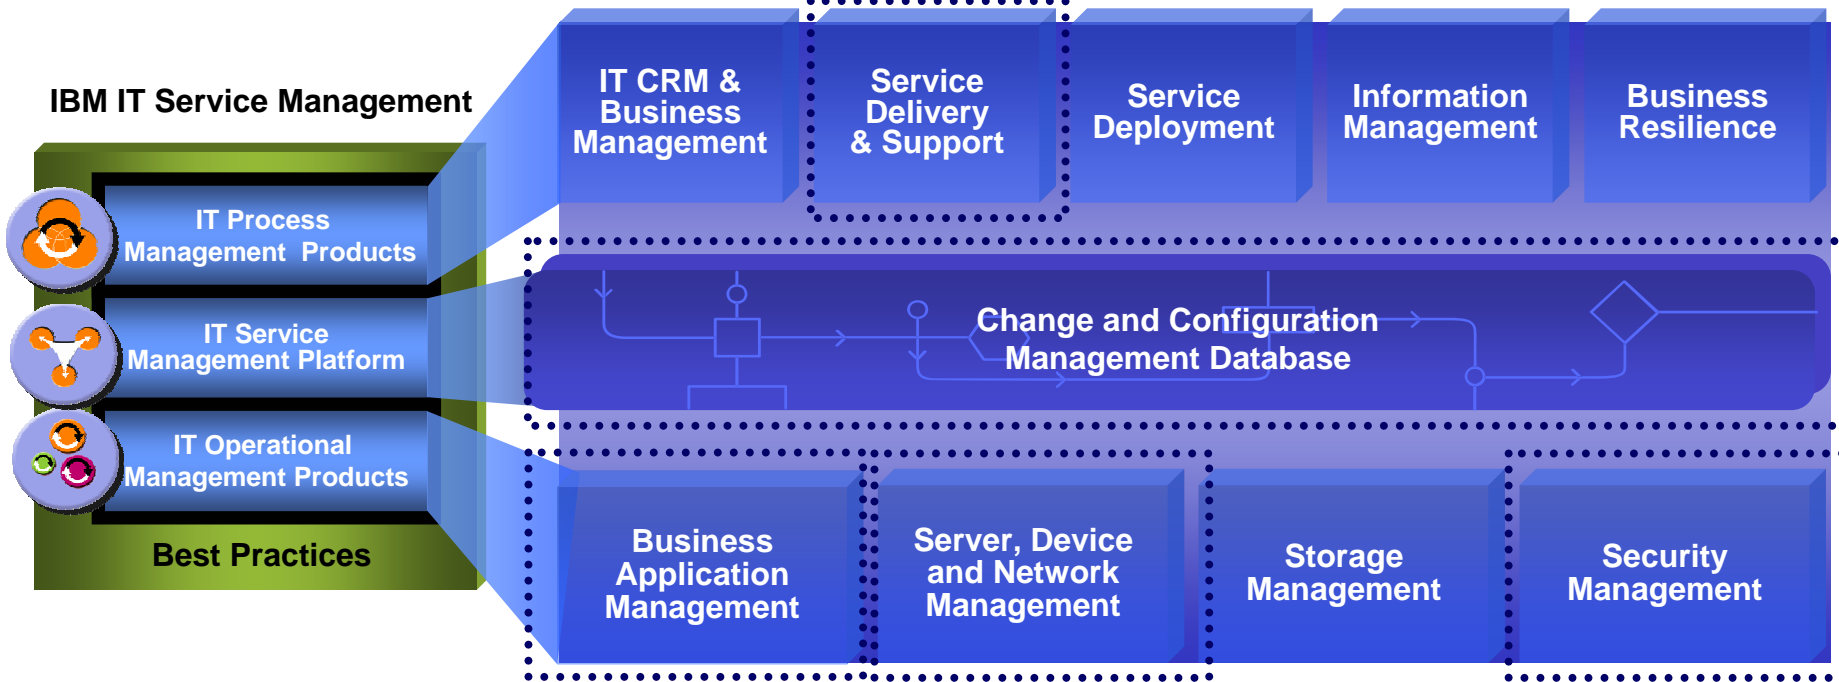 IBM IT Service Management
IT Process
Management Products
IT Service
Management Platform
IT Operational
Management Products
Best Practices
IT CRM &
Business
Management
Service
Delivery
& Support
Service
Deployment
Information
Management
Business
Resilience
Change and Configuration
Management Database
Business
Application
Management
Server, Device
and Network
Management
Storage
Management
Security
Management